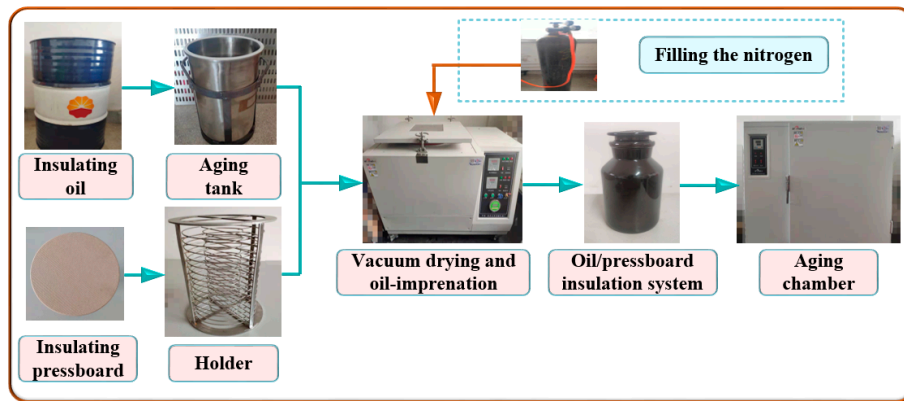 Filling the nitrogen
Insulating
oil
Aging
tank
Vacuum drying and
oil-imprenation
Oil/pressboard
insulation system
Aging
chamber
Insulating
pressboard
Holder